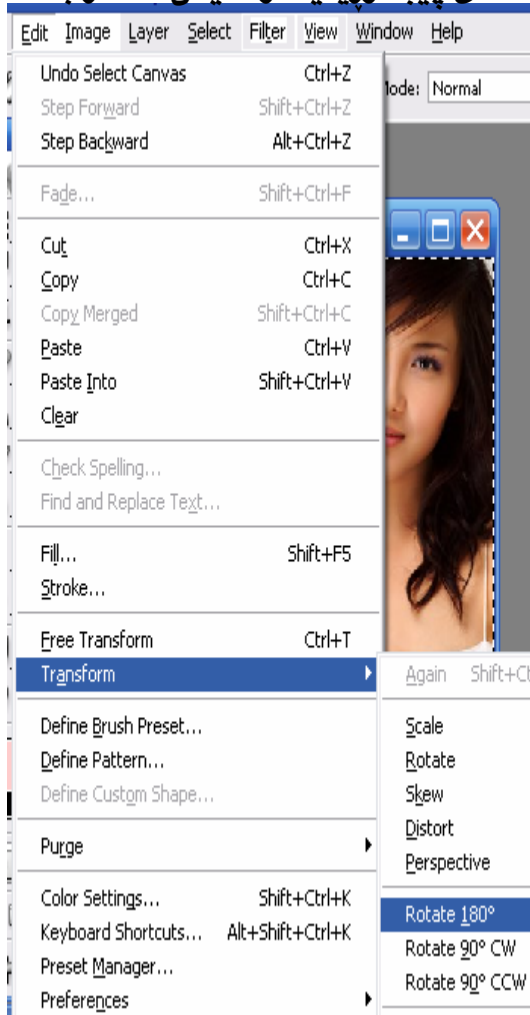 Edit Image Layer Select Filter View Window Help
Undo Select Canvas Ctrl+Z
Mode: Normal
Step Forward Shift+Ctrl+Z
Step Backward Alt+Ctrl+Z
Fade... Shift+Ctrl+F
Cut Ctrl+X
Copy Ctrl+C
Copy Merged Shift+Ctrl+C
Paste Ctrl+V
Paste Into Shift+Ctrl+V
Clear
Check Spelling...
Find and Replace Text...
Fill... Shift+F5
Stroke...
Free Transform Ctrl+T
Transform
Again
Define Brush Preset...
Scale
Define Pattern...
Rotate
Define Custom Shape...
Skew
Distort
Purge
Perspective
Color Settings... Shift+Ctrl+K
Rotate 180°
Keyboard Shortcuts... Alt+Shift+Ctrl+K
Rotate 90° CW
Preset Manager...
Rotate 90° CCW
Preferences